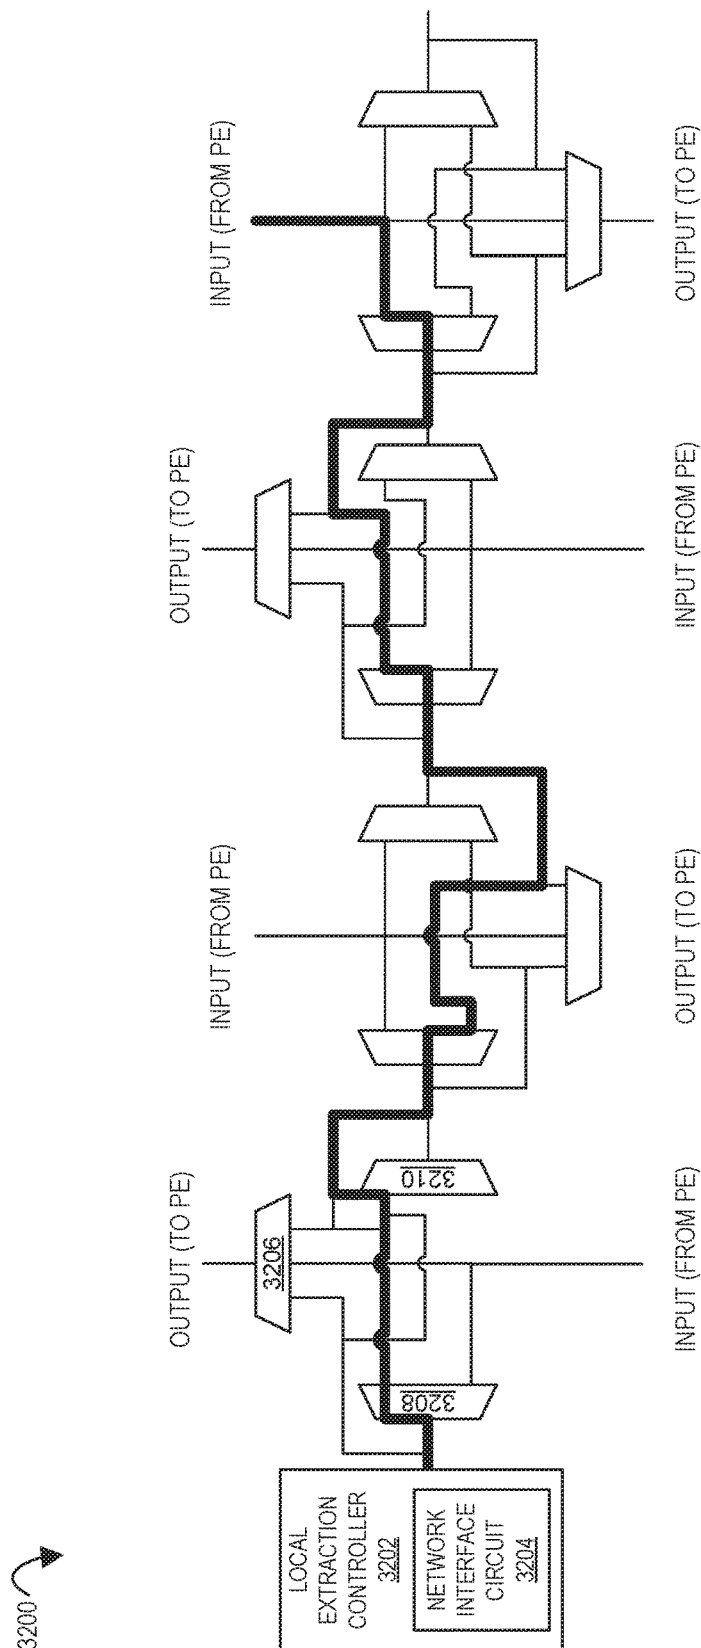 3200
LOCAL
EXTRACTION
CONTROLLER
3202
NETWORK
INTERFACE
CIRCUIT
3204
OUTPUT (TO PE)
3206
3208
3210
INPUT (FROM PE)
INPUT (FROM PE)
OUTPUT (TO PE)
OUTPUT (TO PE)
INPUT (FROM PE)
INPUT (FROM PE)
OUTPUT (TO PE)